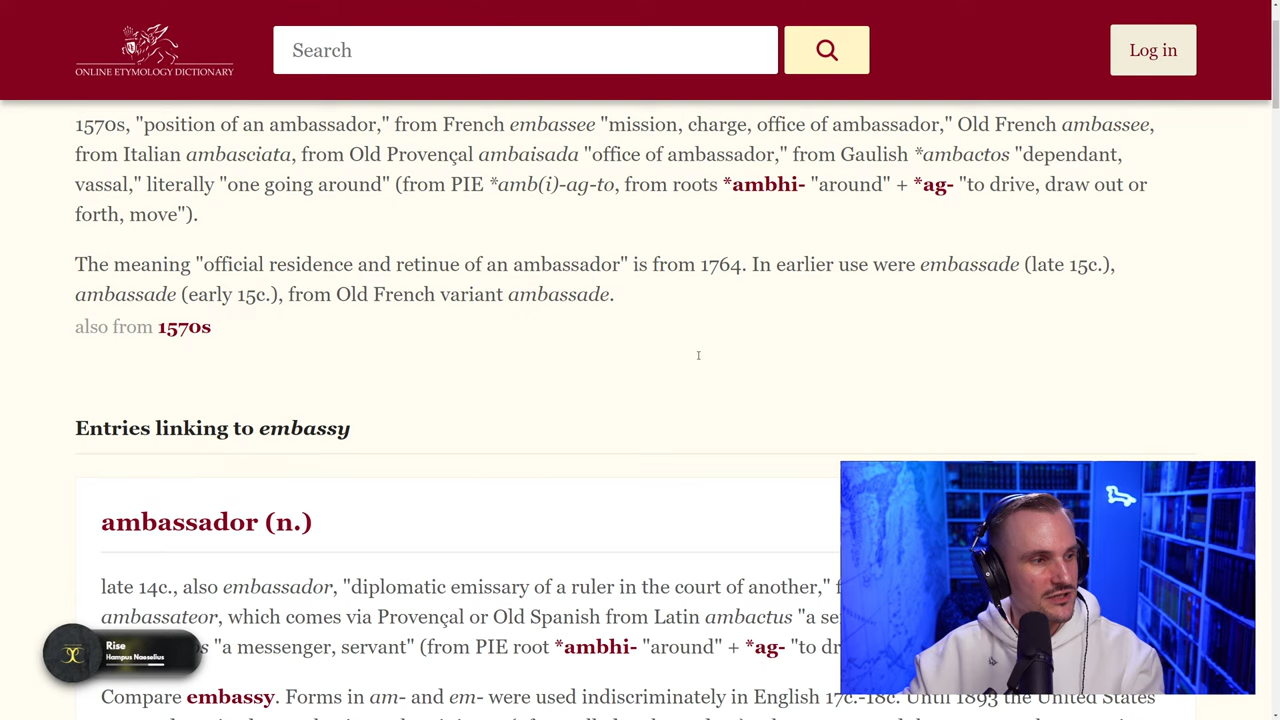 ONLINE ETYMOLOGY DICTIONARY
Search
Log in
1570s, "position of an ambassador," from French embassee "mission, charge, office of ambassador," Old French ambassee,
from Italian ambasciata, from Old Provençal ambaisada "office of ambassador," from Gaulish *ambactos "dependant,
vassal," literally "one going around" (from PIE *amb(i)-ag-to, from roots *ambhi- "around" + *ag- "to drive, draw out or
forth, move").
The meaning "official residence and retinue of an ambassador" is from 1764. In earlier use were embassade (late 15c.),
ambassade (early 15c.), from Old French variant ambassade.
also from 1570s
Entries linking to embassy
ambassador (n.)
late 14c., also embassador, "diplomatic emissary of a ruler in the court of another,"
ambassateor, which comes via Provençal or Old Spanish from Latin ambactus "a
"a messenger, servant" (from PIE root *ambhi- "around" + *ag- "to
Compare embassy. Forms in am- and em- were used indiscriminately in English 17c.-18c. Until 1893 the United States
Rise
Hampus Naeselius